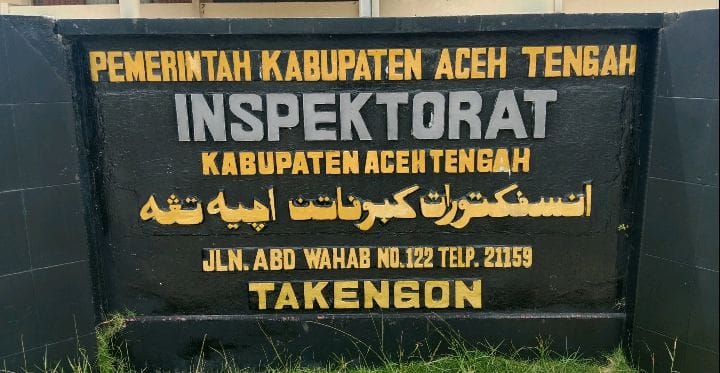 PEMERINTAH KABUPATEN ACEH TENGAH
INSPEKTORAT
KABUPATEN ACEH TENGAH
انسفكتورات كبوفاتن اچيه تڠه
JLN. ABD WAHAB NO. 122 TELP. 21159
TAKENGON